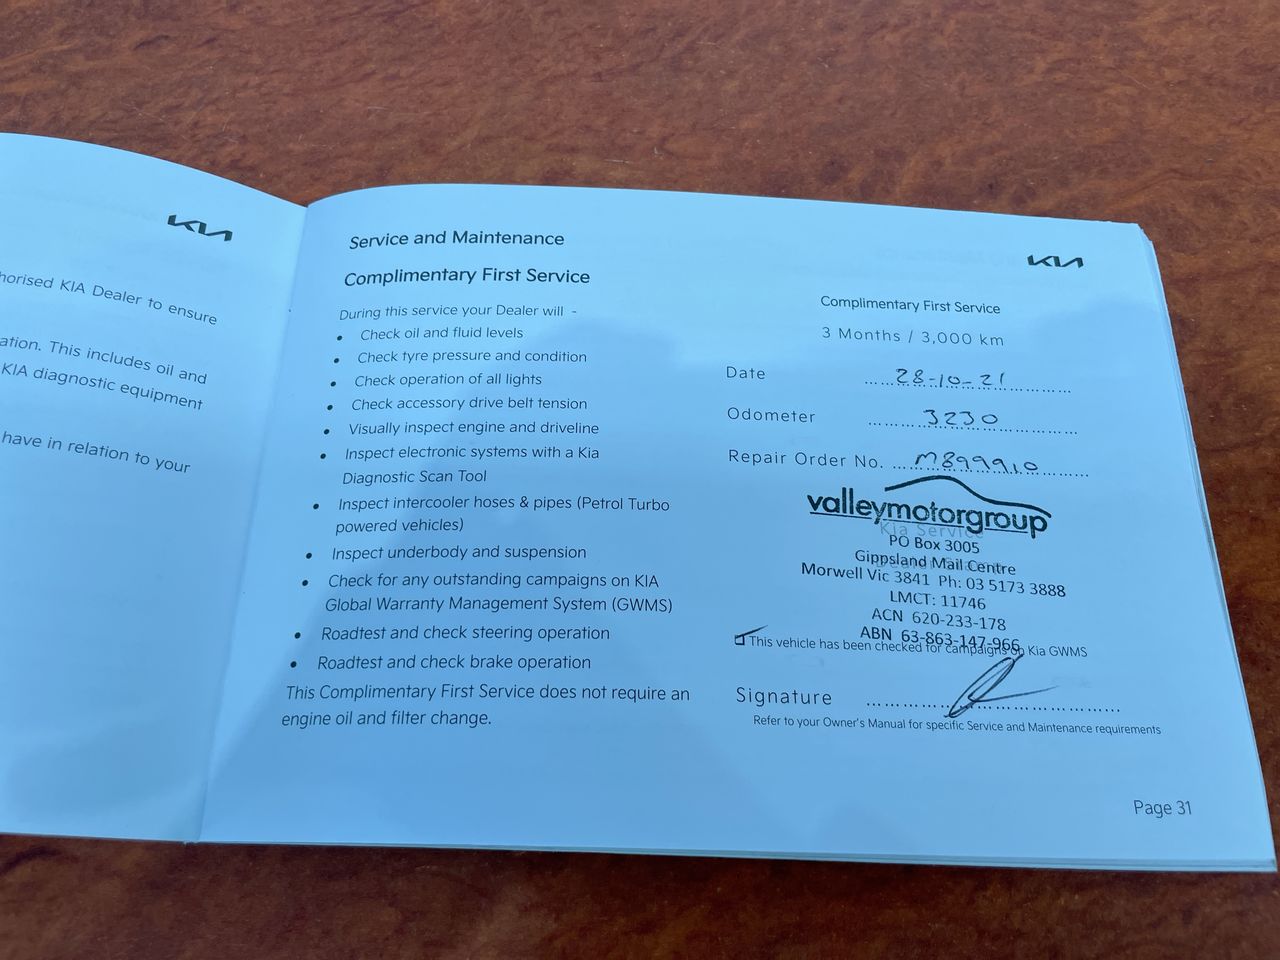 KIA
horised KIA Dealer to ensure
ation. This includes oil and
KIA diagnostic equipment
have in relation to your
Service and Maintenance
Complimentary First Service
During this service your Dealer will -
• Check oil and fluid levels
• Check tyre pressure and condition
• Check operation of all lights
• Check accessory drive belt tension
• Visually inspect engine and driveline
• Inspect electronic systems with a Kia
Diagnostic Scan Tool
• Inspect intercooler hoses & pipes (Petrol Turbo
powered vehicles)
• Inspect underbody and suspension
• Check for any outstanding campaigns on KIA
Global Warranty Management System (GWMS)
• Roadtest and check steering operation
• Roadtest and check brake operation
This Complimentary First Service does not require an
engine oil and filter change.
KIA
Complimentary First Service
3 Months / 3,000 km
Date 28-10-21
Odometer 3230
Repair Order No. M899910
valleymotorgroup
Kia Service
PO Box 3005
Gippsland Mail Centre
Morwell Vic 3841 Ph: 03 5173 3888
LMCT: 11746
ACN 620-233-178
ABN 63-863-147-966
This vehicle has been checked for campaigns on Kia GWMS
Signature
Refer to your Owner's Manual for specific Service and Maintenance requirements
Page 31